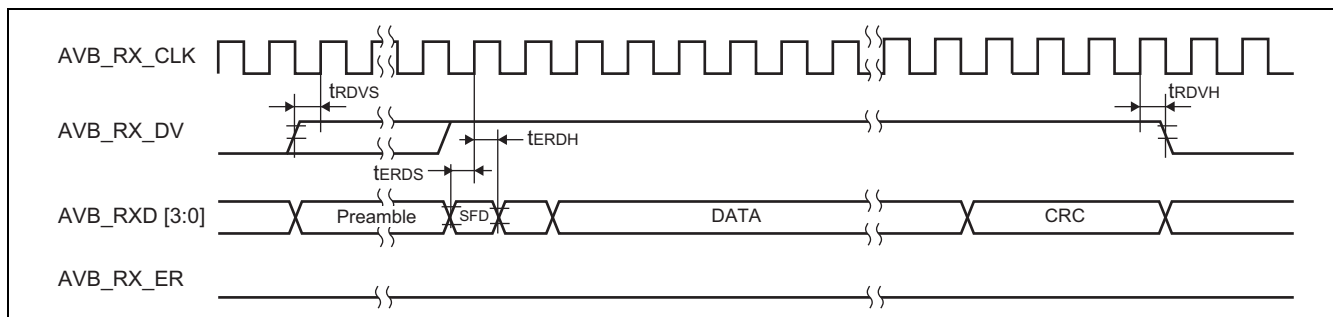 AVB_RX_CLK
tRDVS
tRDVH
AVB_RX_DV
tERDH
tERDS
AVB_RXD [3:0]
Preamble
SFD
DATA
CRC
AVB_RX_ER